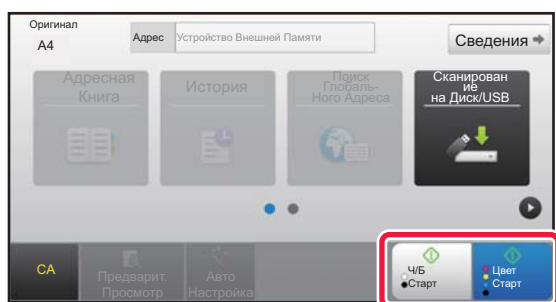 Оригинал
A4
Адрес
Устройство Внешней Памяти
Сведения
Адресная
Книга
История
Поиск
Глобаль-
Ного Адреса
Сканирован
ие
на Диск/USB
CA
Предварит.
Просмотр
Авто
Настройка
Ч/Б
Старт
Цвет
Старт